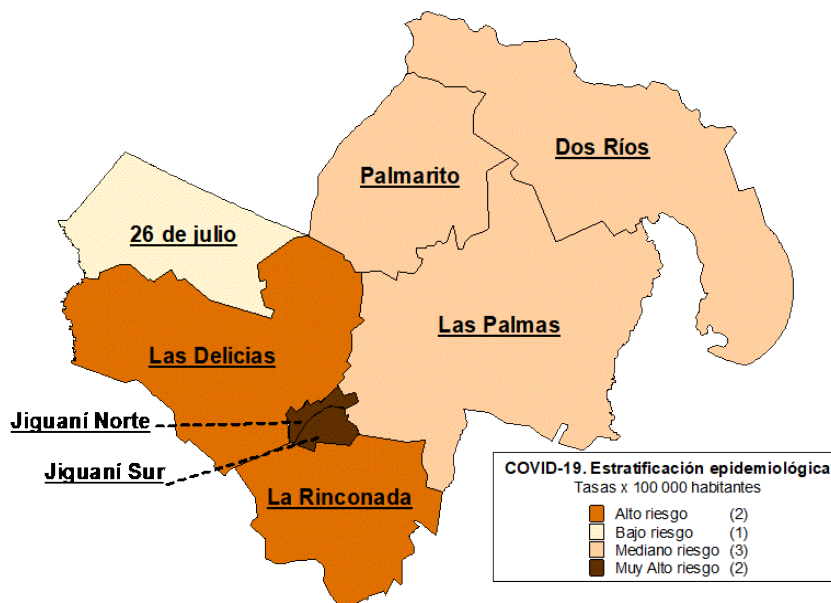 Dos Ríos
Palmarito
26 de julio
Las Palmas
Las Delicias
Jiguaní Norte
Jiguaní Sur
La Rinconada
COVID-19. Estratificación epidemiológica
Tasas x 100 000 habitantes
Alto riesgo (2)
Bajo riesgo (1)
Mediano riesgo (3)
Muy Alto riesgo (2)